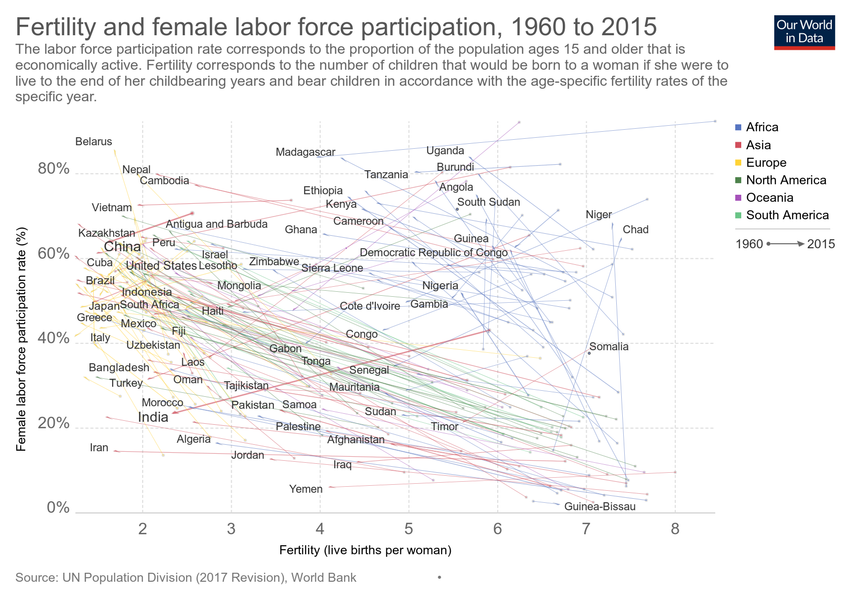 Fertility and female labor force participation, 1960 to 2015
Our World
in Data
The labor force participation rate corresponds to the proportion of the population ages 15 and older that is
economically active. Fertility corresponds to the number of children that would be born to a woman if she were to
live to the end of her childbearing years and bear children in accordance with the age-specific fertility rates of the
specific year.
Africa
Asia
Europe
North America
Oceania
South America
1960 2015
Female labor force participation rate (%)
80%
60%
40%
20%
0%
Belarus
Madagascar
Uganda
Nepal
Burundi
Cambodia
Tanzania
Angola
Ethiopia
South Sudan
Vietnam
Kenya
Niger
Antigua and Barbuda
Cameroon
Kazakhstan
Ghana
Chad
China
Peru
Guinea
Israel
Democratic Republic of Congo
Cuba
United States
Lesotho
Zimbabwe
Sierra Leone
Brazil
Mongolia
Nigeria
Indonesia
Japan
South Africa
Haiti
Cote d'Ivoire
Gambia
Greece
Mexico
Fiji
Italy
Uzbekistan
Congo
Gabon
Somalia
Laos
Tonga
Bangladesh
Senegal
Turkey
Oman
Tajikistan
Mauritania
Morocco
Pakistan
Samoa
India
Sudan
Palestine
Timor
Algeria
Afghanistan
Iran
Jordan
Iraq
Yemen
Guinea-Bissau
2 3 4 5 6 7 8
Fertility (live births per woman)
Source: UN Population Division (2017 Revision), World Bank